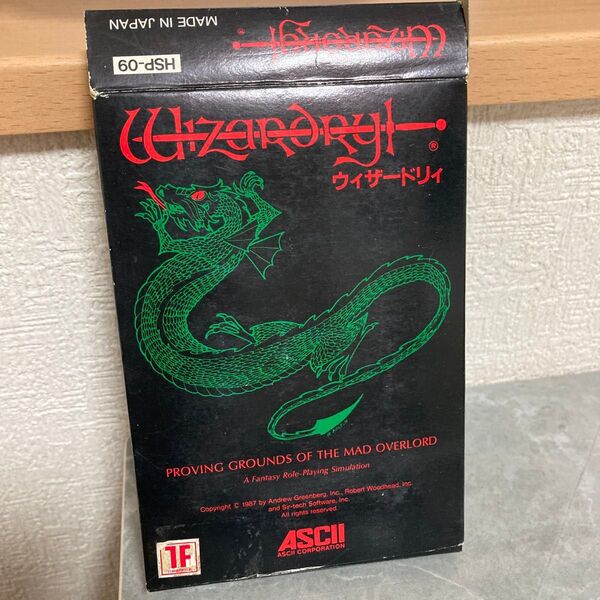 MADE IN JAPAN
HSP-09
Wizardry
Wizardry®
ウィザードリィ
PROVING GROUNDS OF THE MAD OVERLORD
A Fantasy Role-Playing Simulation
Copyright © 1987 by Andrew Greenberg, Inc., Robert Woodhead, Inc.
and Sir-tech Software, Inc.
All rights reserved.
ASCII
ASCII CORPORATION
TF